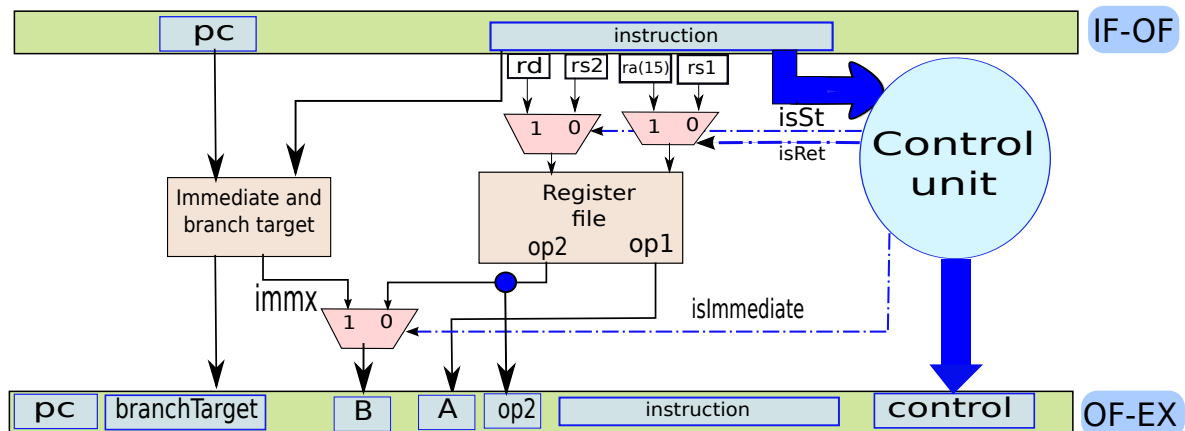 pc
instruction
IF-OF
rd
rs2
ra(15)
rs1
1 0
1 0
isSt
isRet
Control
unit
Immediate and
branch target
Register
file
op2
op1
immx
1 0
isImmediate
pc
branchTarget
B
A
op2
instruction
control
OF-EX